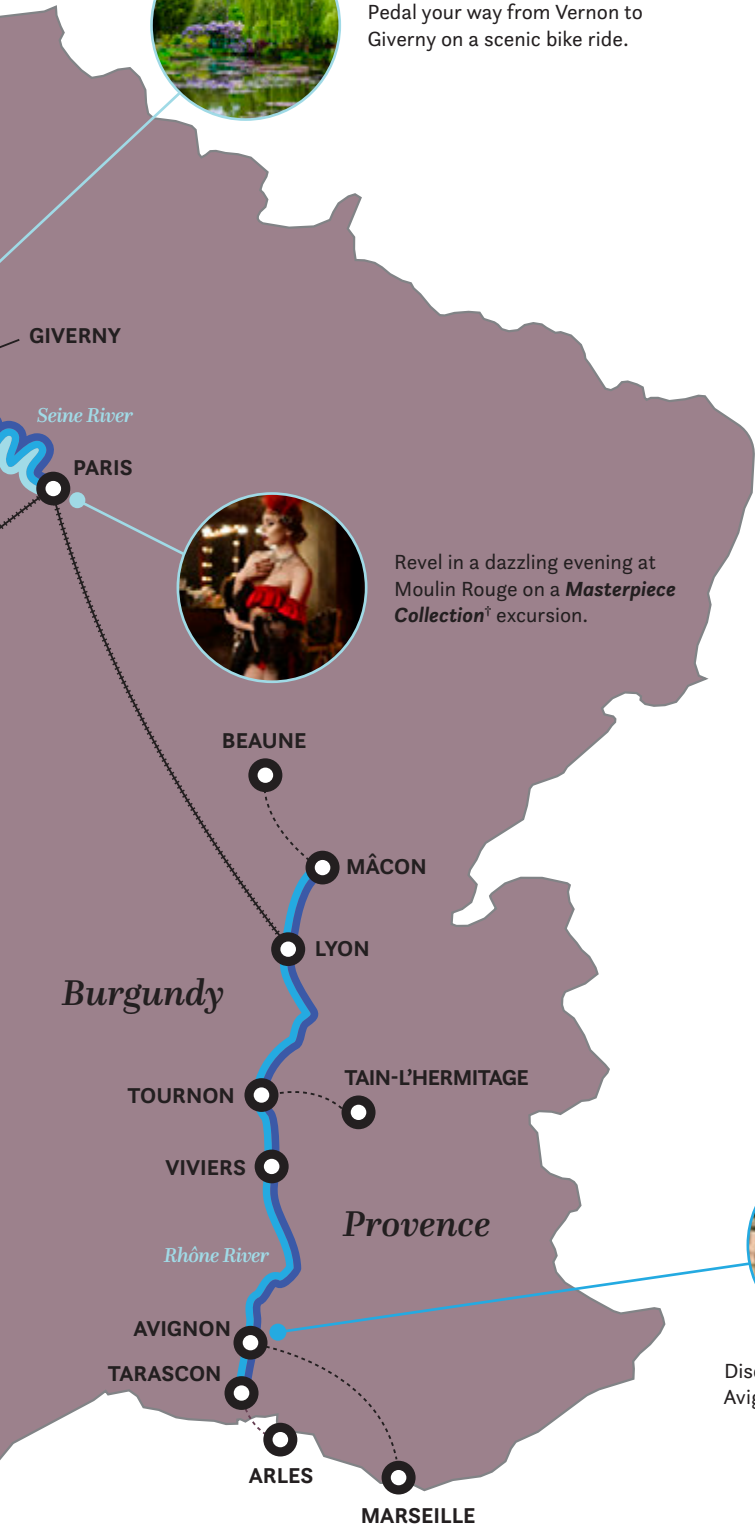 Pedal your way from Vernon to
Giverny on a scenic bike ride.
GIVERNY
Seine River
PARIS
Revel in a dazzling evening at
Moulin Rouge on a Masterpiece
Collection† excursion.
BEAUNE
MÂCON
LYON
Burgundy
TAIN-L’HERMITAGE
TOURNON
VIVIERS
Provence
Rhône River
AVIGNON
TARASCON
ARLES
MARSEILLE